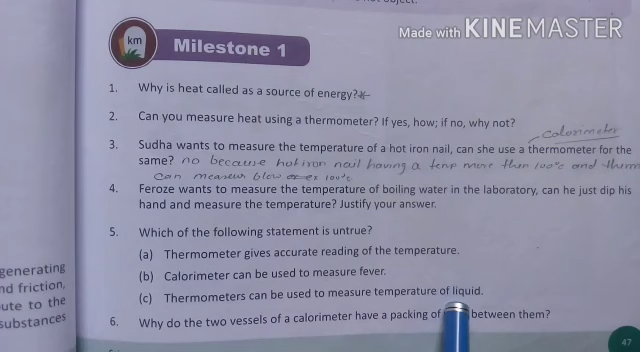 object.
Made with KINEMASTER
km
Milestone 1
1. Why is heat called as a source of energy?
2. Can you measure heat using a thermometer? If yes, how; if no, why not?
calorimeter
3. Sudha wants to measure the temperature of a hot iron nail, can she use a thermometer for the
same? no because hot iron nail having a temp more then 100°c and therm
can measeur blow 100°c
4. Feroze wants to measure the temperature of boiling water in the laboratory, can he just dip his
hand and measure the temperature? Justify your answer.
5. Which of the following statement is untrue?
(a) Thermometer gives accurate reading of the temperature.
(b) Calorimeter can be used to measure fever.
(c) Thermometers can be used to measure temperature of liquid.
6. Why do the two vessels of a calorimeter have a packing of between them?
generating
nd friction,
ute to the
substances
47